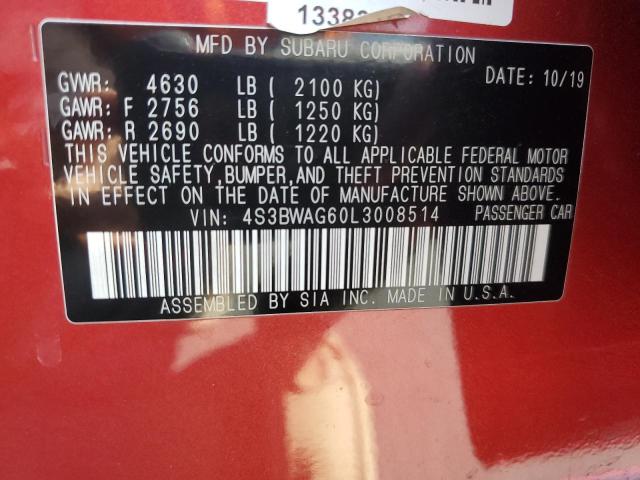 MFD BY SUBARU CORPORATION
DATE: 10/19
GVWR: 4630 LB ( 2100 KG)
GAWR: F 2756 LB ( 1250 KG)
GAWR: R 2690 LB ( 1220 KG)
THIS VEHICLE CONFORMS TO ALL APPLICABLE FEDERAL MOTOR
VEHICLE SAFETY, BUMPER, AND THEFT PREVENTION STANDARDS
IN EFFECT ON THE DATE OF MANUFACTURE SHOWN ABOVE.
VIN: 4S3BWAG60L3008514 PASSENGER CAR
ASSEMBLED BY SIA INC. MADE IN U.S.A.